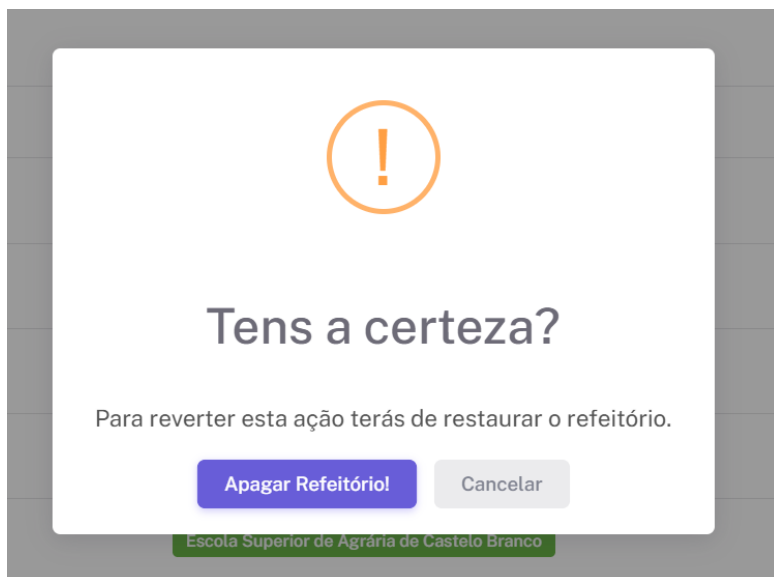 !
Tens a certeza?
Para reverter esta ação terás de restaurar o refeitório.
Apagar Refeitório! Cancelar
Escola Superior de Agrária de Castelo Branco